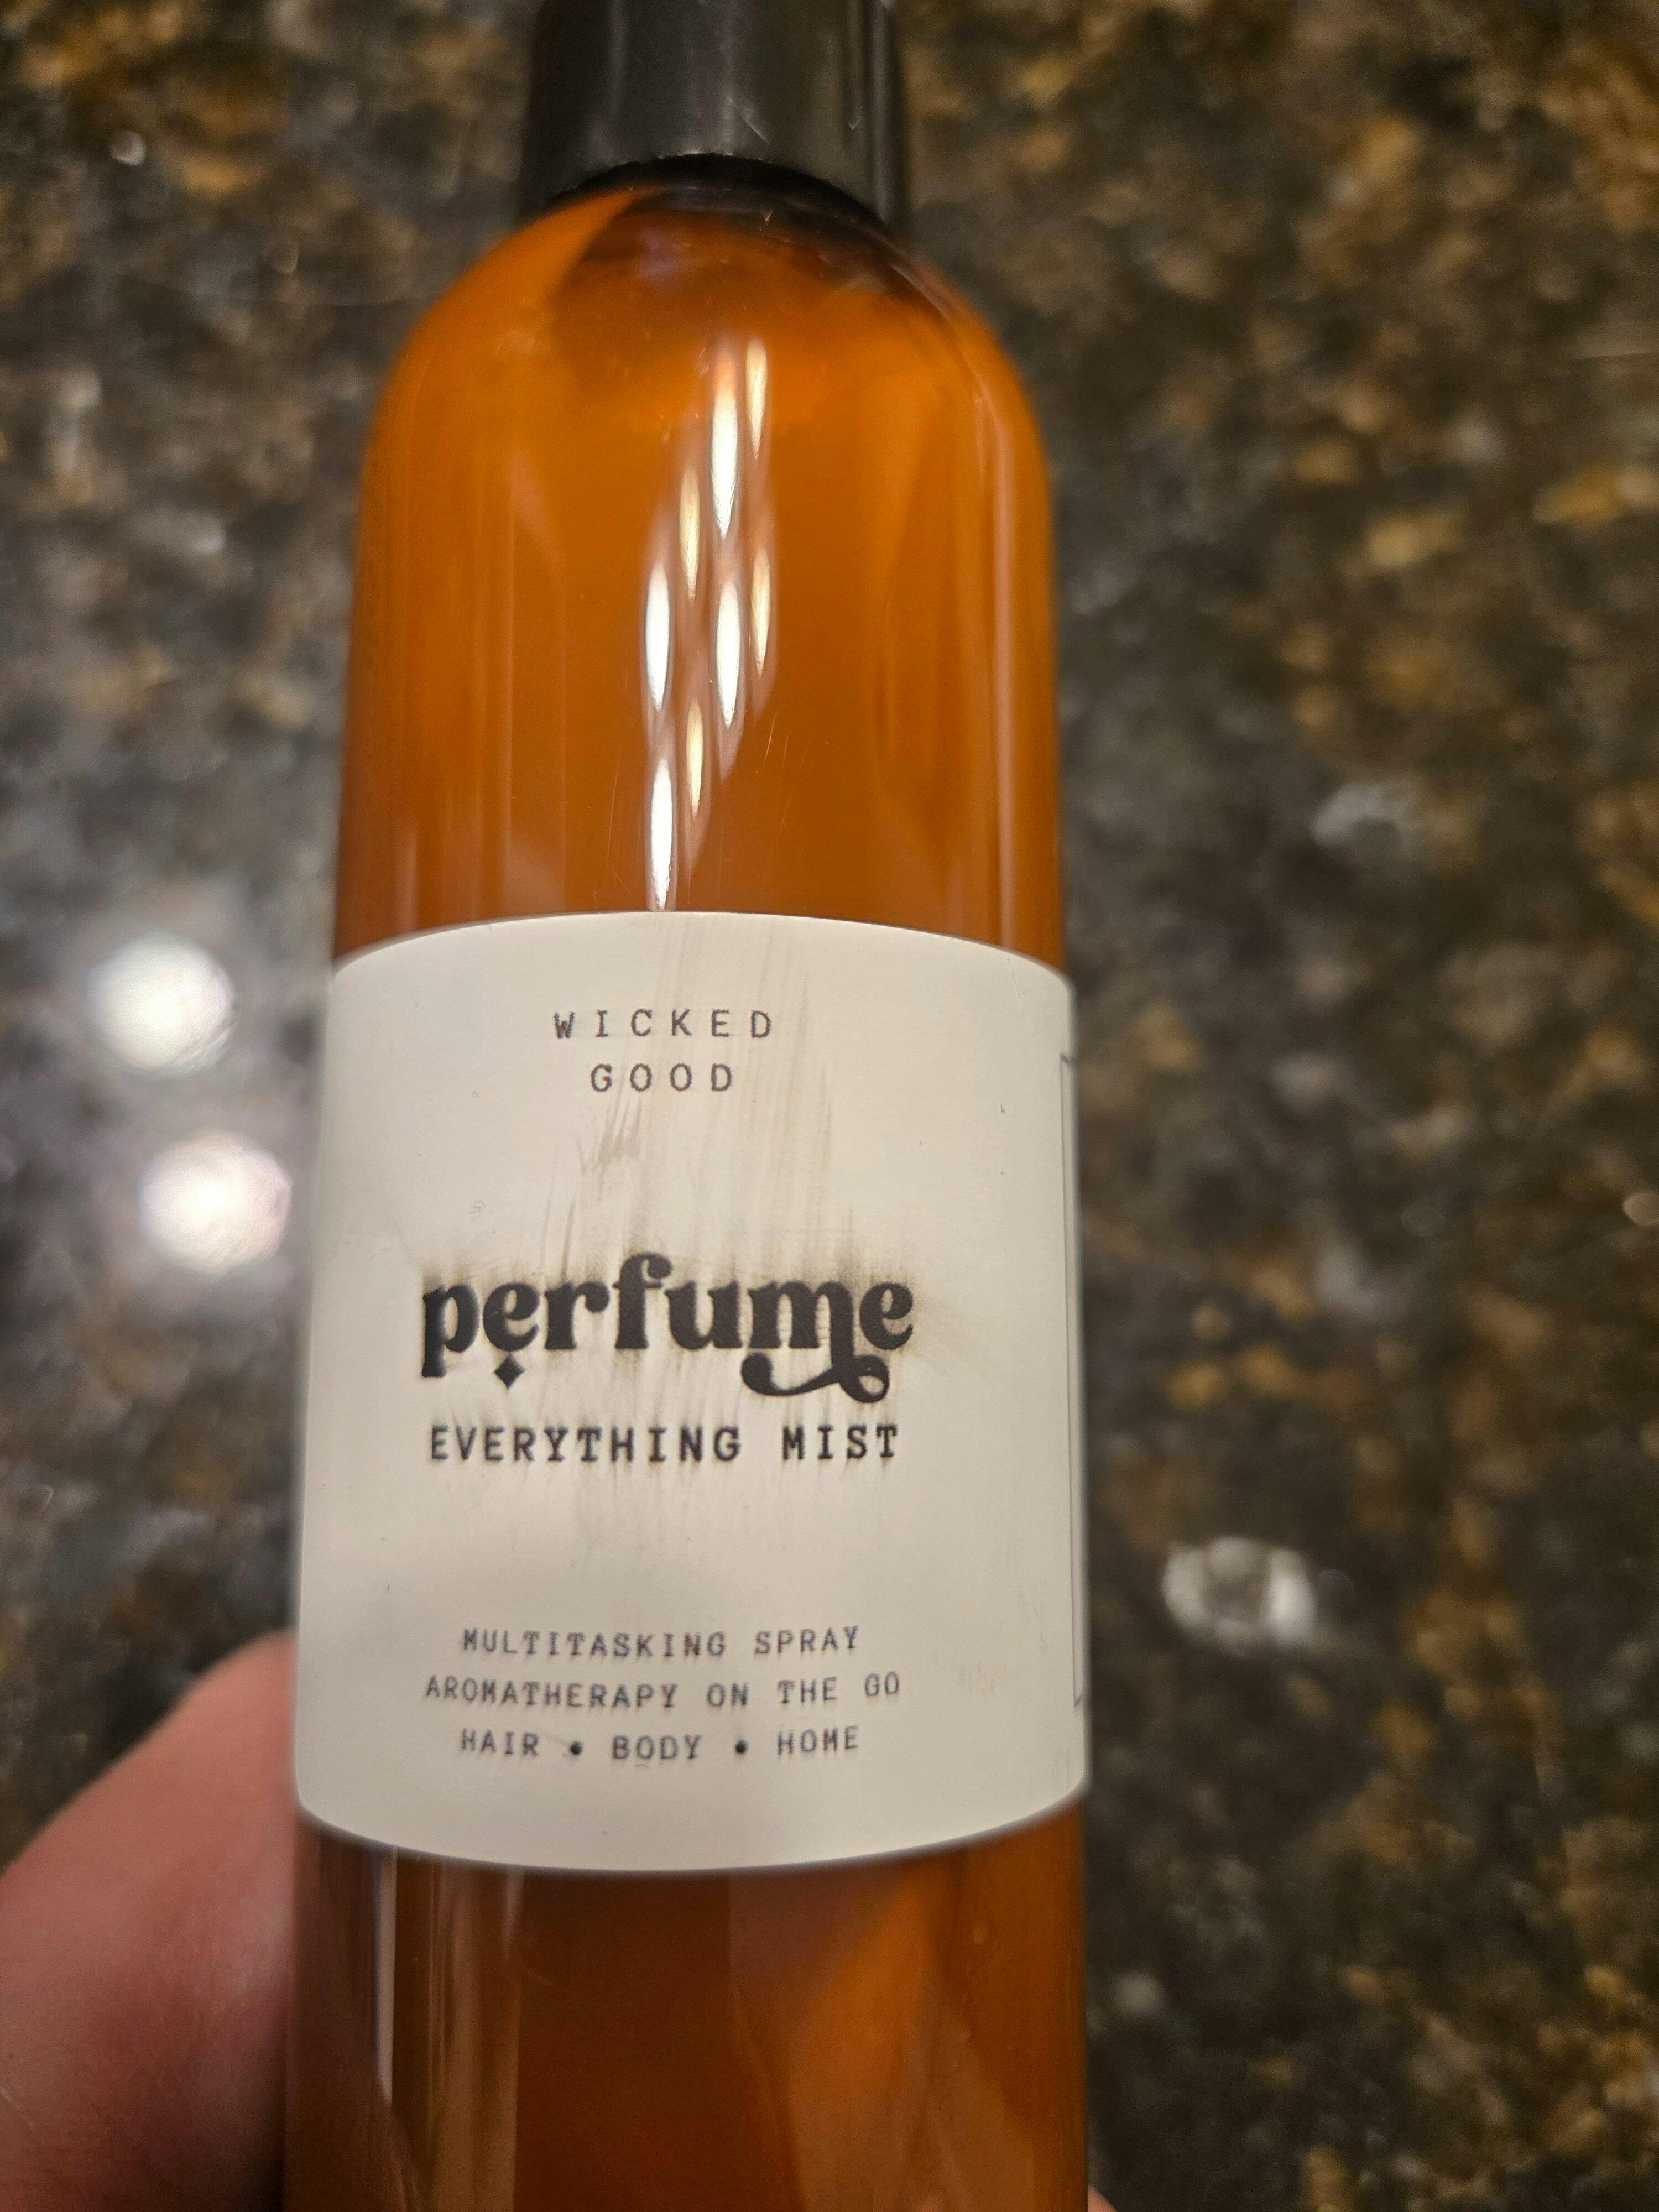 WICKED
GOOD
perfume
EVERYTHING MIST
MULTITASKING SPRAY
AROMATHERAPY ON THE GO
HAIR • BODY • HOME